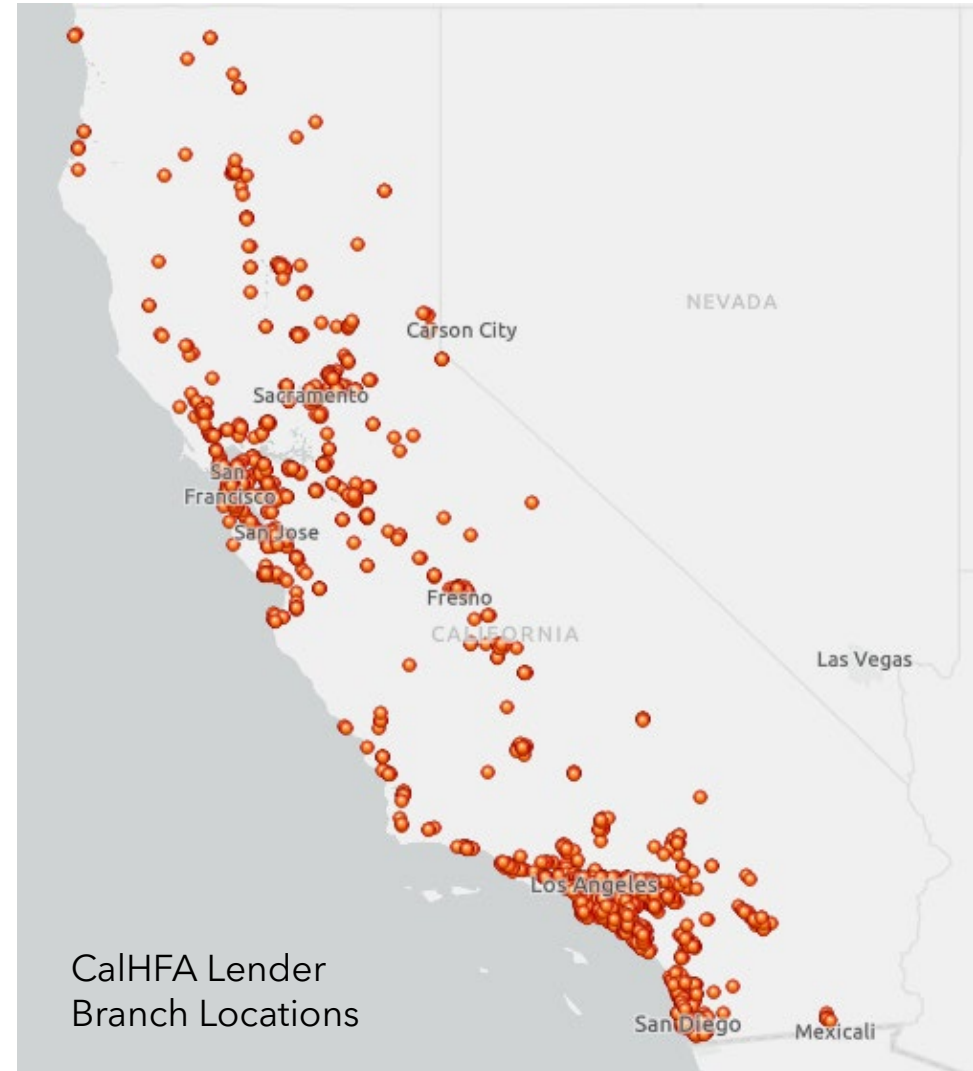 NEVADA
Carson City
Sacramento
San
Francisco
San Jose
Fresno
CALIFORNIA
Las Vegas
Los Angeles
CalHFA Lender
Branch Locations
San Diego
Mexicali